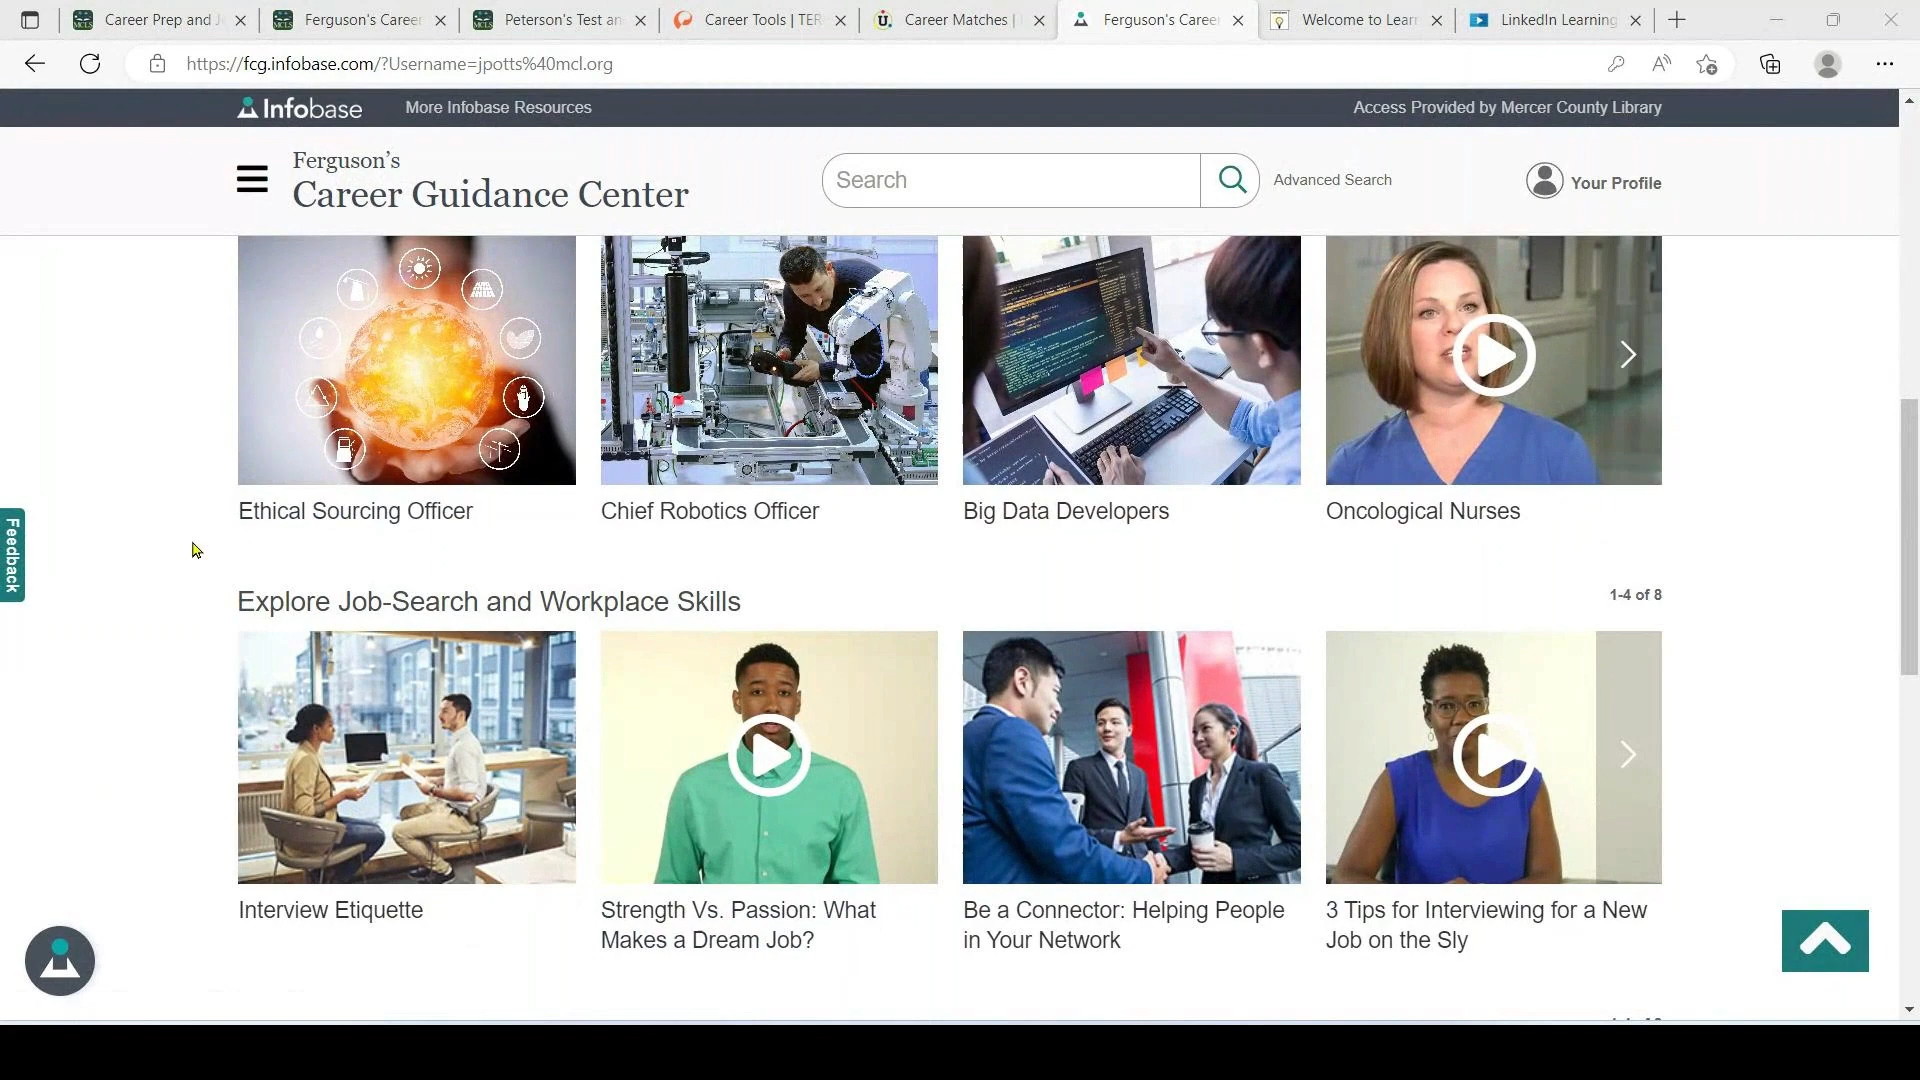 Career Prep and J
Ferguson's Career
Peterson's Test an
Career Tools | TER
Career Matches |
Ferguson's Career
Welcome to Learn
LinkedIn Learning
https://fcg.infobase.com/?Username=jpotts%40mcl.org
Infobase
More Infobase Resources
Access Provided by Mercer County Library
Ferguson's
Career Guidance Center
Search
Advanced Search
Your Profile
Ethical Sourcing Officer
Chief Robotics Officer
Big Data Developers
Oncological Nurses
Feedback
Explore Job-Search and Workplace Skills
1-4 of 8
Interview Etiquette
Strength Vs. Passion: What
Makes a Dream Job?
Be a Connector: Helping People
in Your Network
3 Tips for Interviewing for a New
Job on the Sly